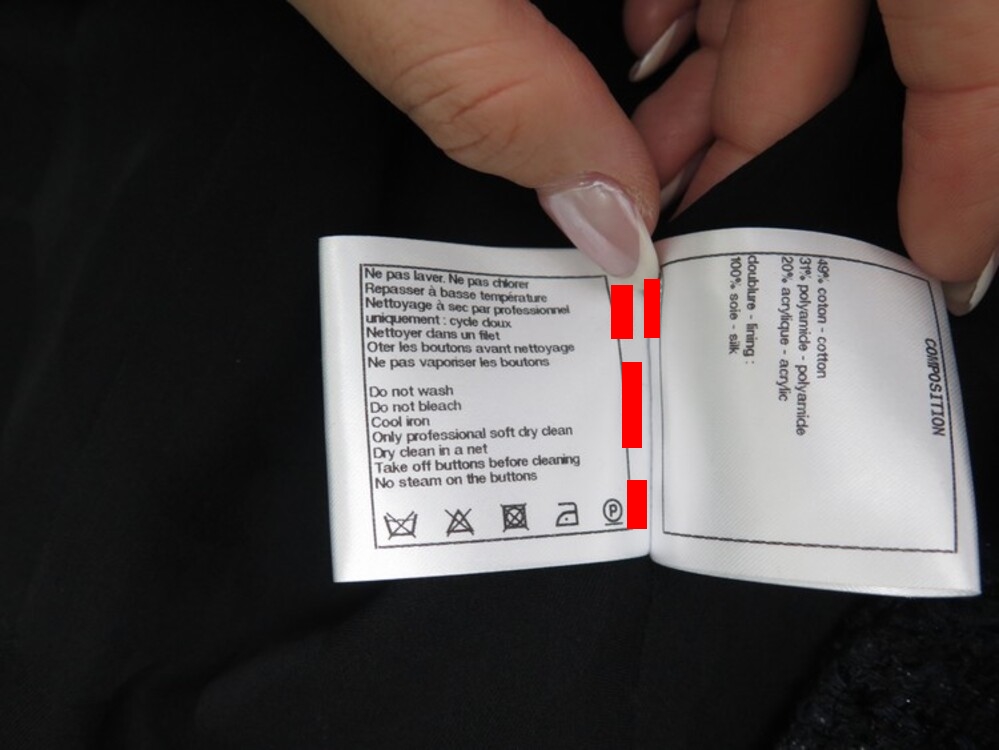 Ne pas laver. Ne pas chlorer
Repasser à basse température
Nettoyage à sec par professionnel
uniquement : cycle doux
Nettoyer dans un filet
Oter les boutons avant nettoyage
Ne pas vaporiser les boutons
Do not wash
Do not bleach
Cool iron
Only professional soft dry clean
Dry clean in a net
Take off buttons before cleaning
No steam on the buttons
P
COMPOSITION
49% coton - cotton
31% polyamide - polyamide
20% acrylique - acrylic
doublure - lining :
100% soie - silk